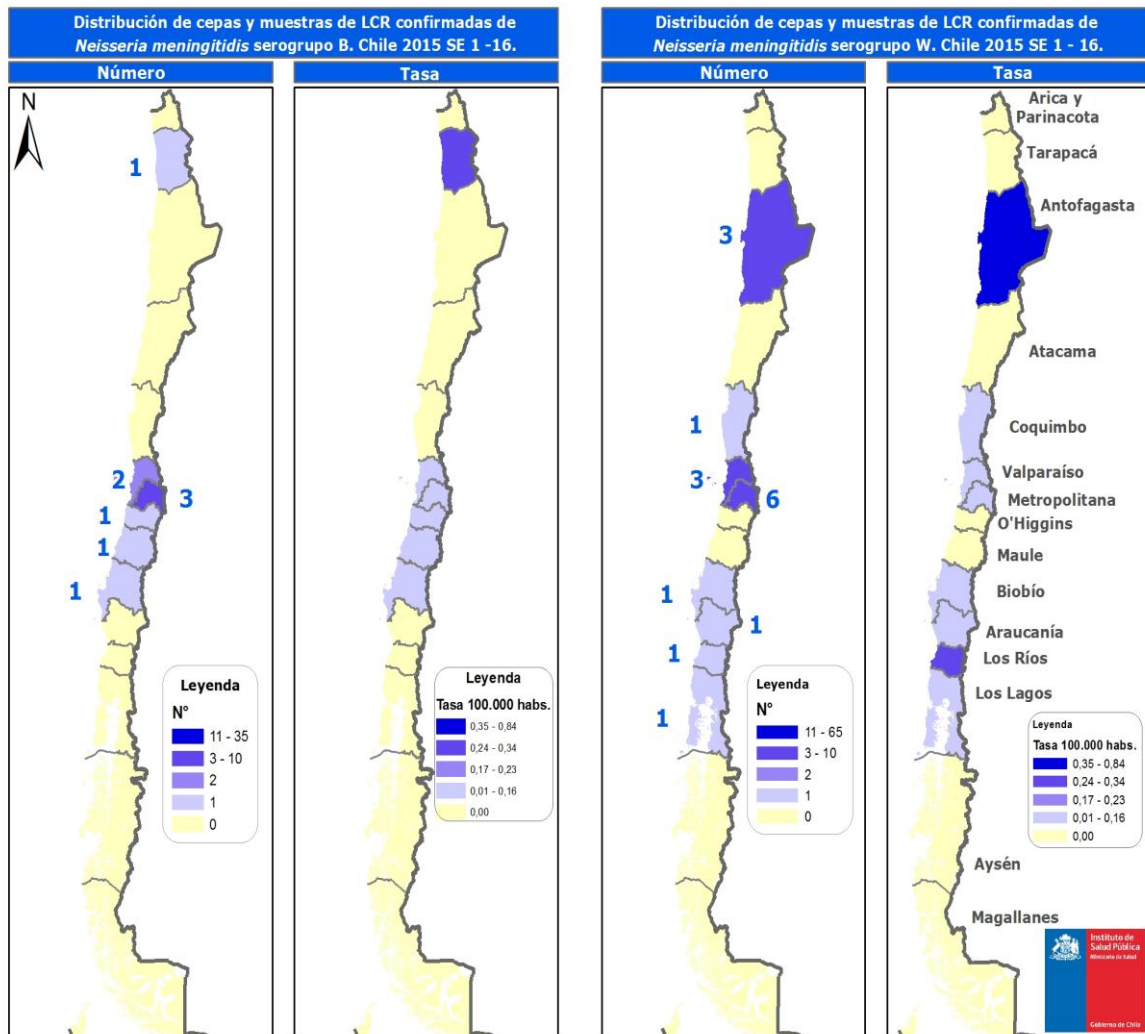 Distribución de cepas y muestras de LCR confirmadas de
Neisseria meningitidis serogrupo B. Chile 2015 SE 1 -16.
Número
Tasa
N
1
2
3
1
1
1
Leyenda
N°
11 - 35
3 - 10
2
1
0
Leyenda
Tasa 100.000 habs.
0,35 - 0,84
0,24 - 0,34
0,17 - 0,23
0,01 - 0,16
0,00
Distribución de cepas y muestras de LCR confirmadas de
Neisseria meningitidis serogrupo W. Chile 2015 SE 1 - 16.
Número
Tasa
3
1
3
6
1
1
1
1
Leyenda
N°
11 - 65
3 - 10
2
1
0
Arica y
Parinacota
Tarapacá
Antofagasta
Atacama
Coquimbo
Valparaíso
Metropolitana
O'Higgins
Maule
Biobío
Araucanía
Los Ríos
Los Lagos
Leyenda
Tasa 100.000 habs.
0,35 - 0,84
0,24 - 0,34
0,17 - 0,23
0,01 - 0,16
0,00
Aysén
Magallanes
Instituto de
Salud Pública
Ministerio de Salud
Gobierno de Chile